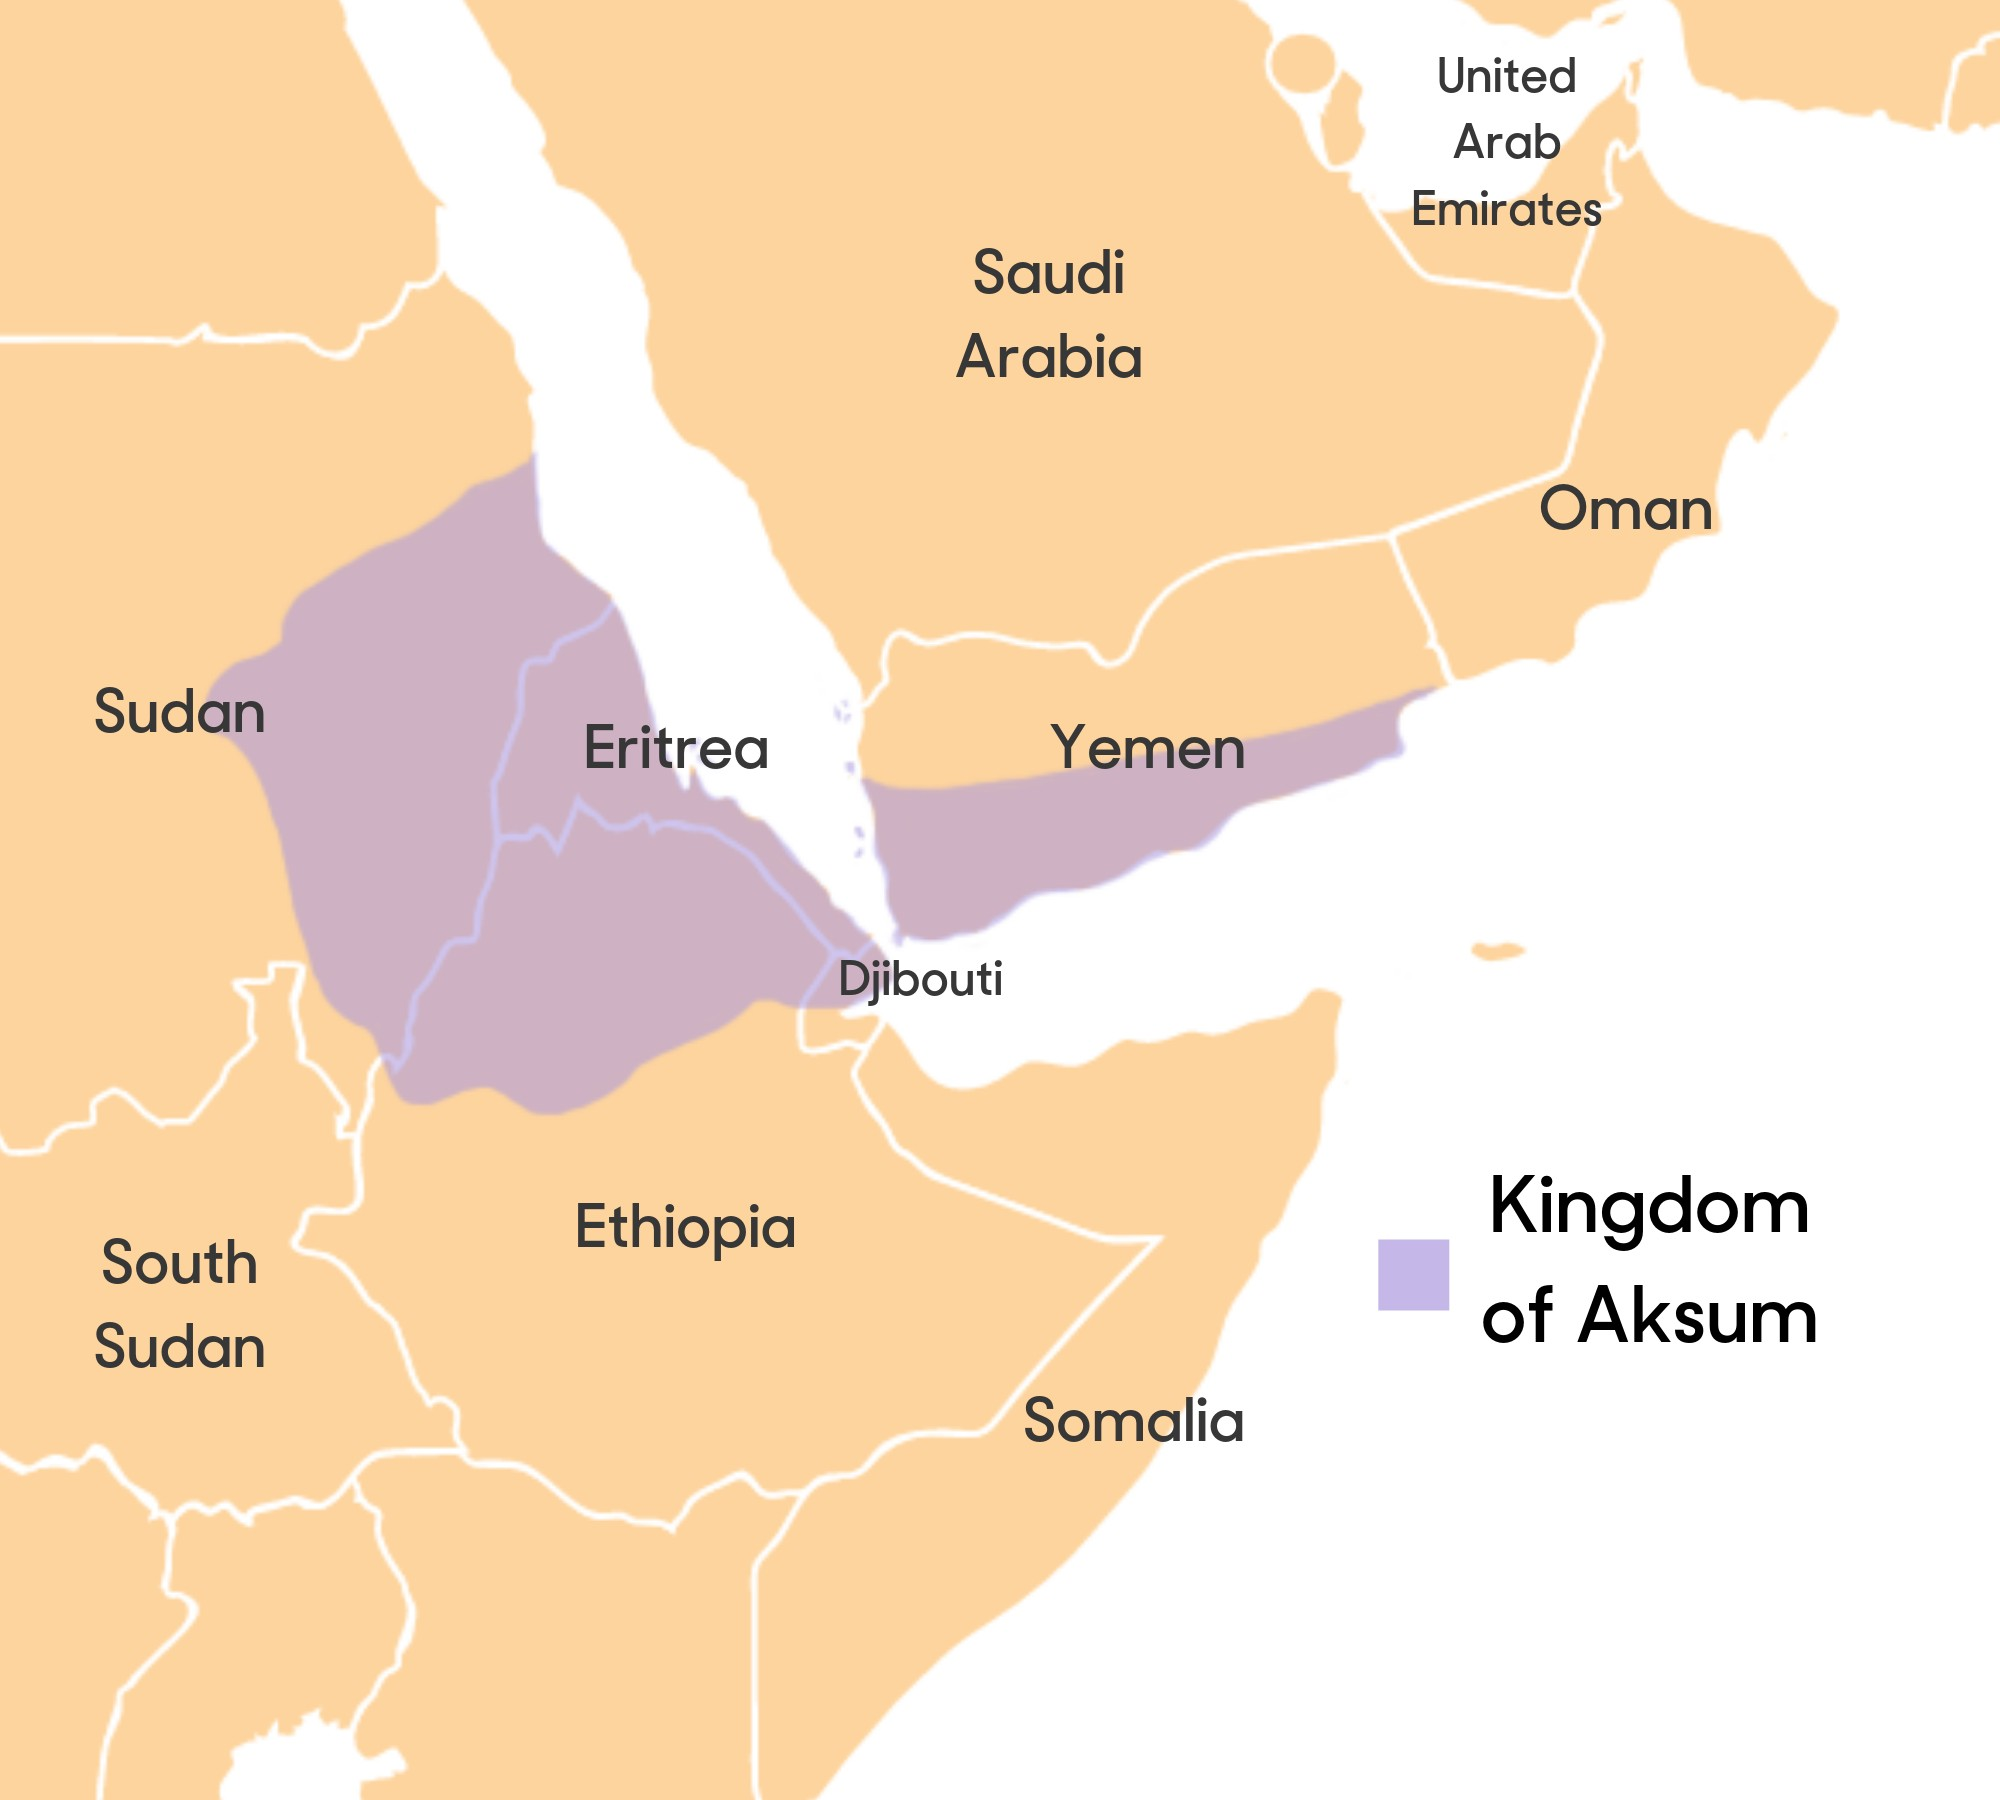 United
Arab
Emirates
Saudi
Arabia
Oman
Sudan
Eritrea
Yemen
Djibouti
Ethiopia
South
Sudan
Somalia
Kingdom
of Aksum